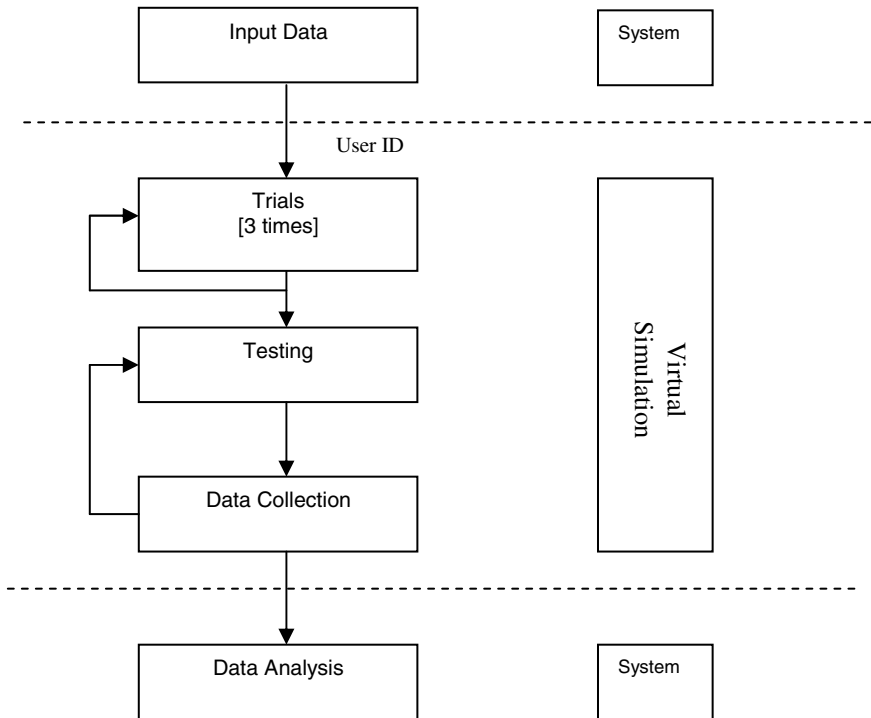 Input Data
System
User ID
Trials
[3 times]
Testing
Virtual
Simulation
Data Collection
Data Analysis
System